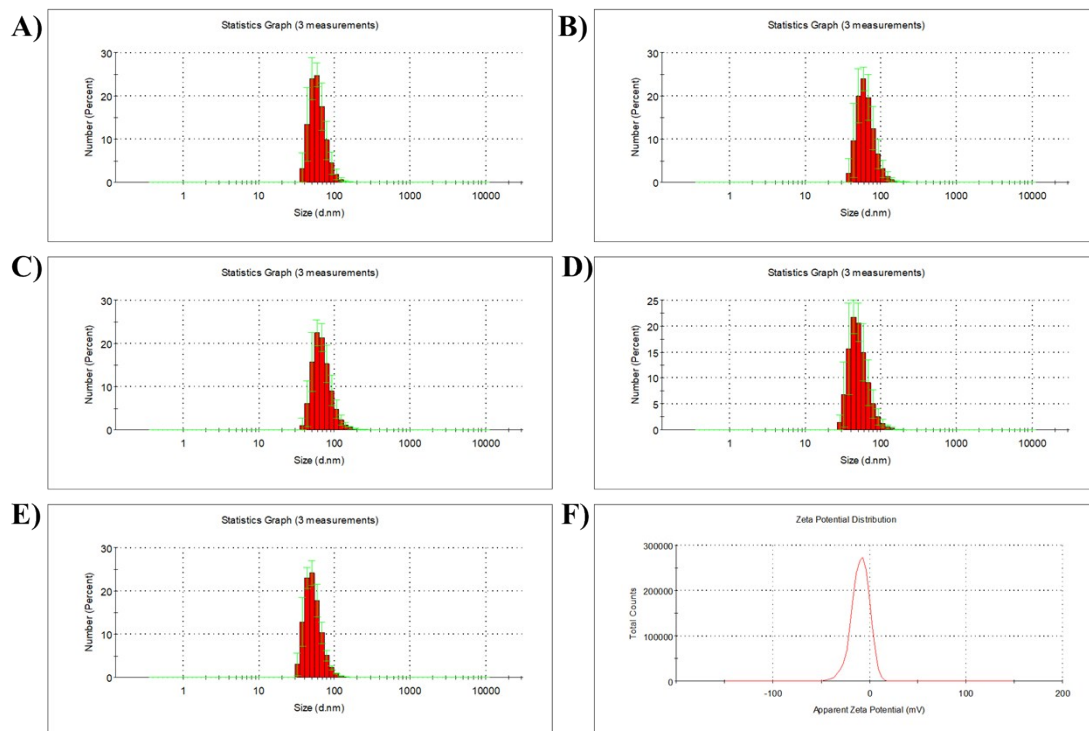 A)
Statistics Graph (3 measurements)
Number (Percent)
30
20
10
0
1 10 100 1000 10000
Size (d.nm)
B)
Statistics Graph (3 measurements)
Number (Percent)
30
20
10
0
1 10 100 1000 10000
Size (d.nm)
C)
Statistics Graph (3 measurements)
Number (Percent)
30
20
10
0
1 10 100 1000 10000
Size (d.nm)
D)
Statistics Graph (3 measurements)
Number (Percent)
25
20
15
10
5
0
1 10 100 1000 10000
Size (d.nm)
E)
Statistics Graph (3 measurements)
Number (Percent)
30
20
10
0
1 10 100 1000 10000
Size (d.nm)
F)
Zeta Potential Distribution
Total Counts
300000
200000
100000
0
-100 0 100 200
Apparent Zeta Potential (mV)